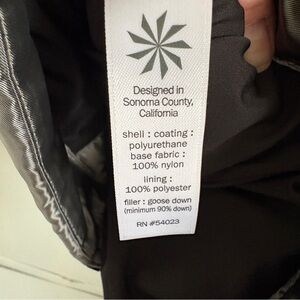 Designed in
Sonoma County,
California
shell : coating :
polyurethane
base fabric :
100% nylon
lining :
100% polyester
filler : goose down
(minimum 90% down)
RN #54023